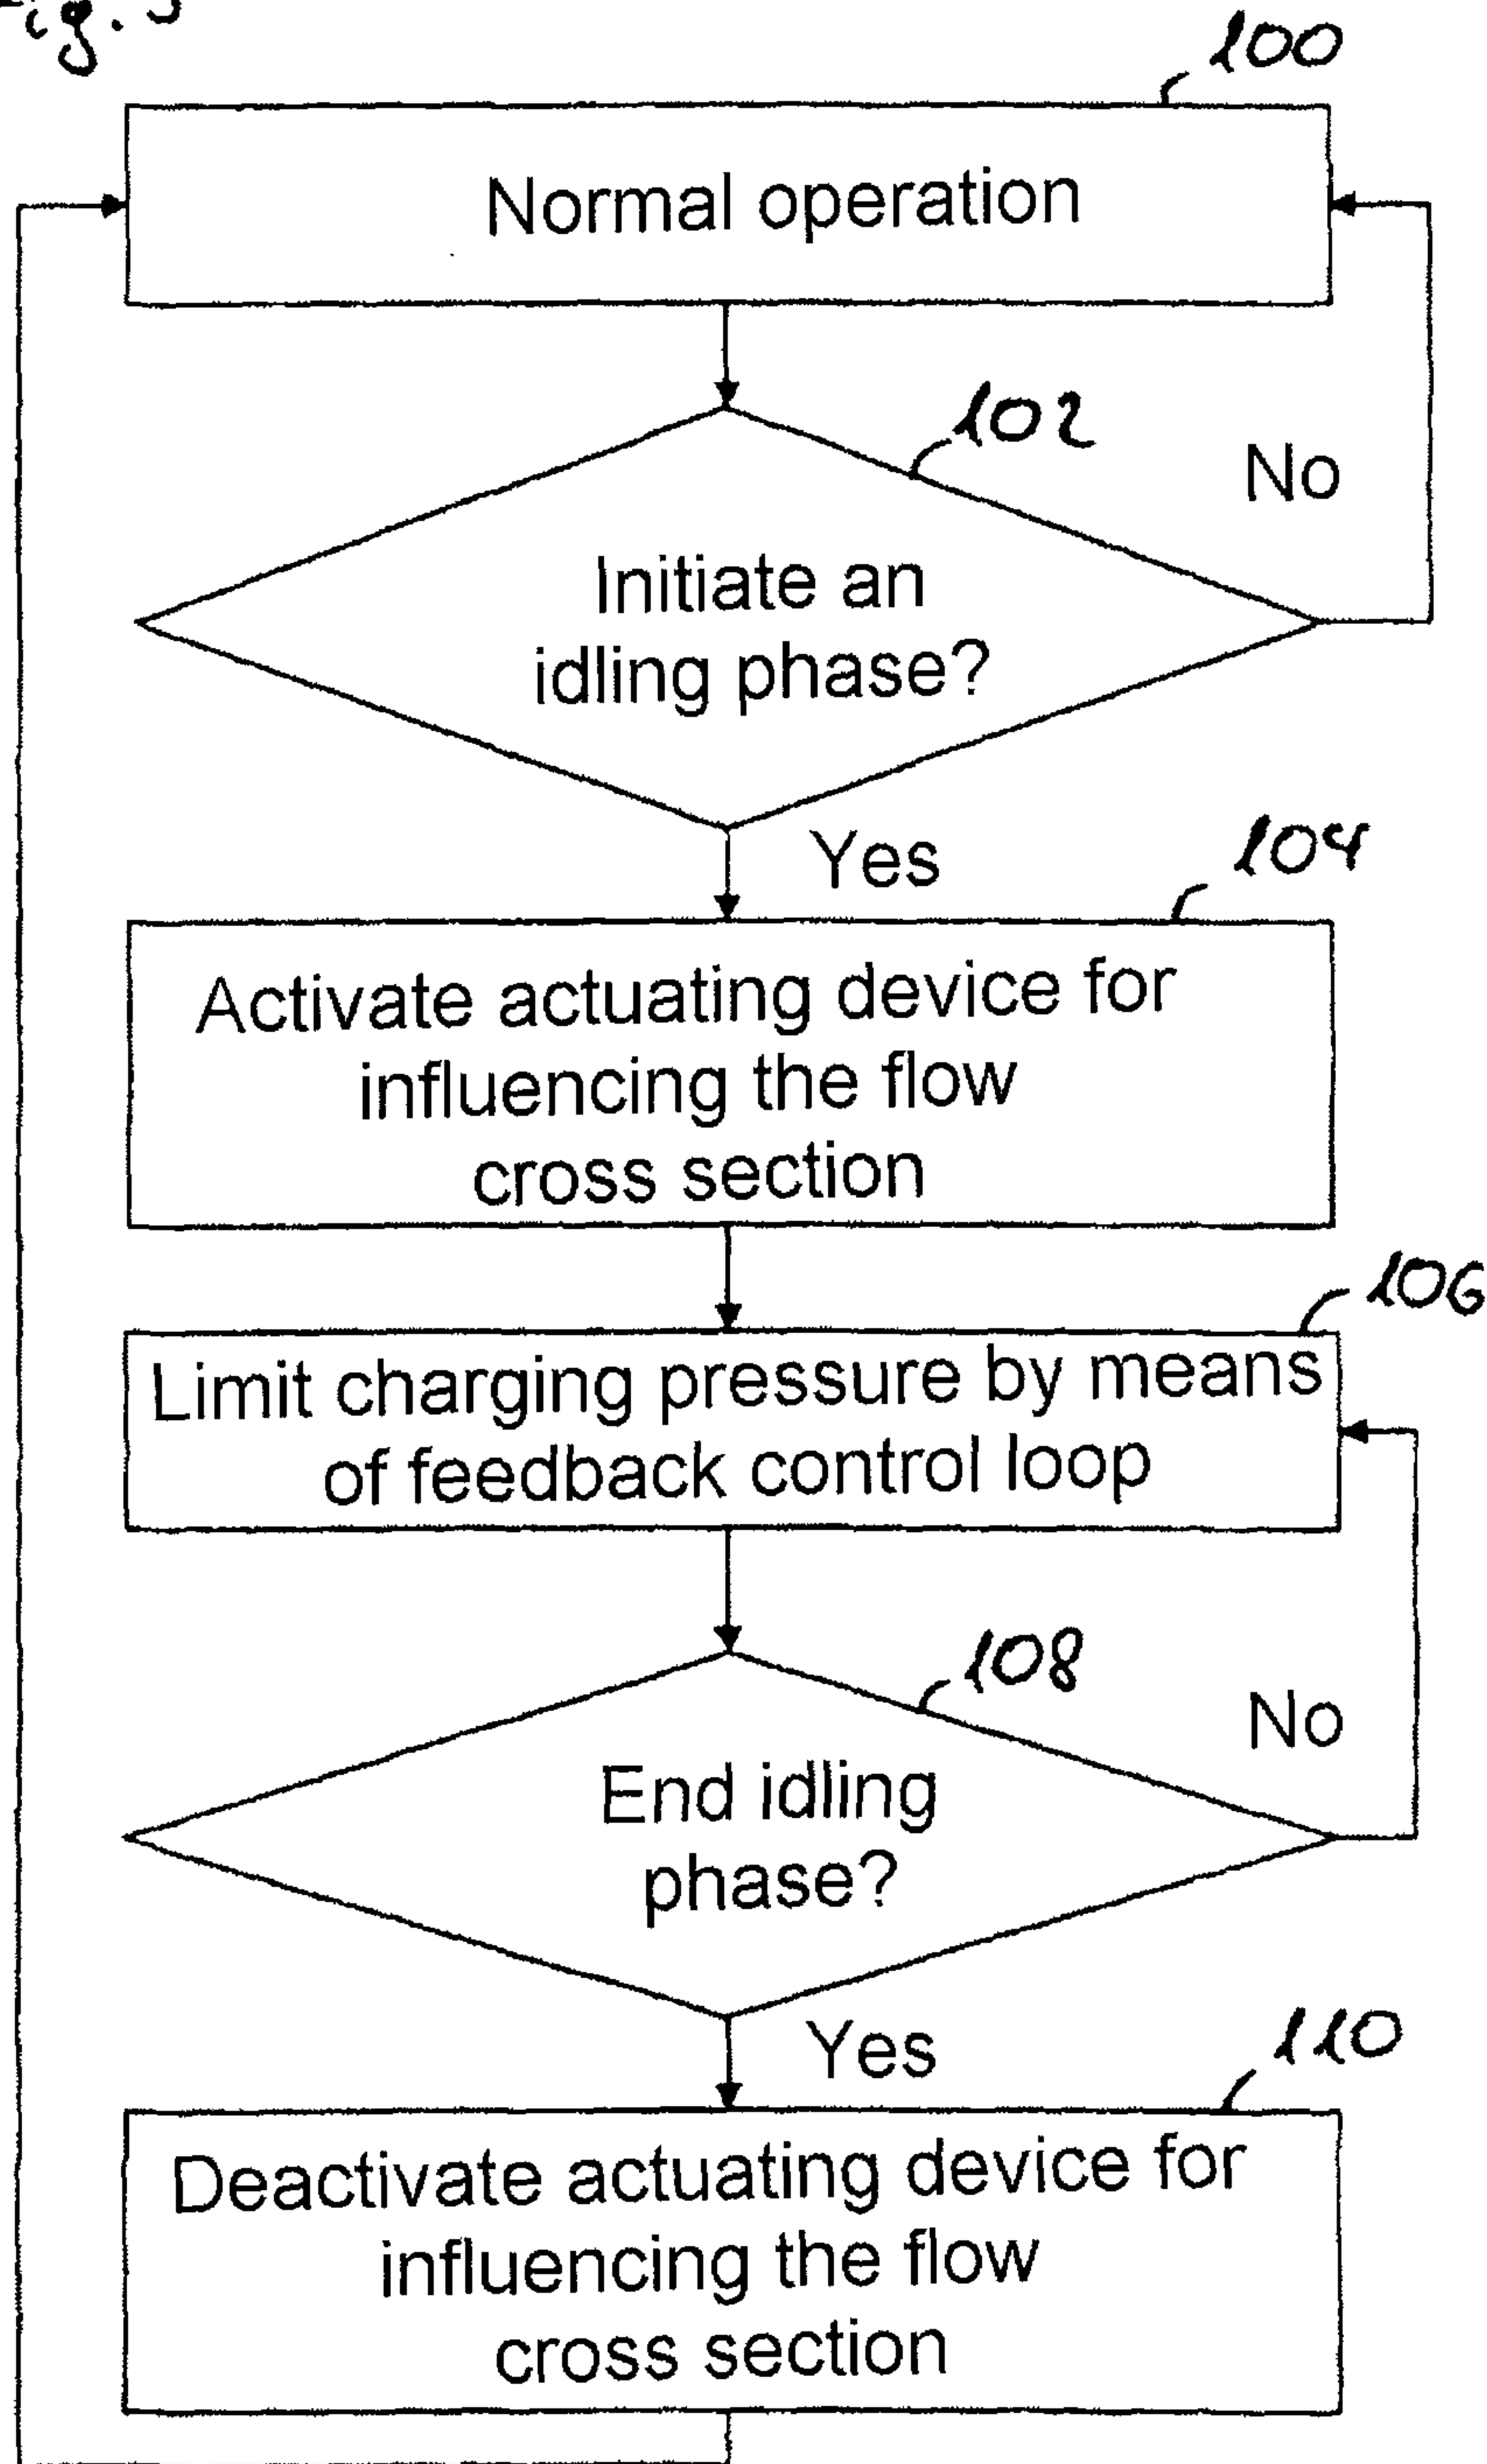 100
Normal operation
102
No
Initiate an
idling phase?
Yes
104
Activate actuating device for
influencing the flow
cross section
106
Limit charging pressure by means
of feedback control loop
108
No
End idling
phase?
Yes
110
Deactivate actuating device for
influencing the flow
cross section